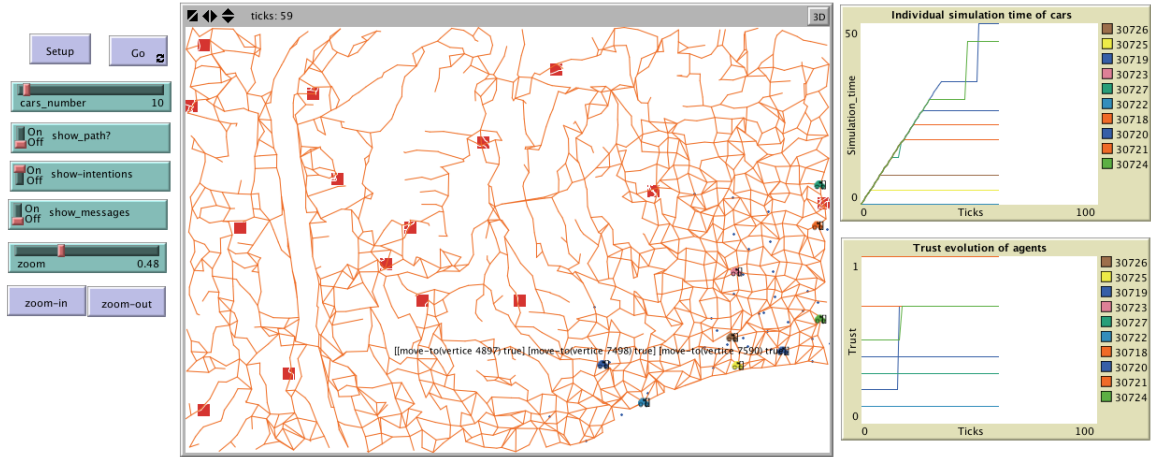 ticks: 59
3D
Setup
Go
cars_number 10
On
Off
show_path?
On
Off
show-intentions
On
Off
show_messages
zoom 0.48
zoom-in
zoom-out
[[move-to(vertice 4897) true] [move-to(vertice 7498) true] [move-to(vertice 7590) true]
Individual simulation time of cars
50
Simulation_time
0
0
Ticks
100
30726
30725
30719
30723
30727
30722
30718
30720
30721
30724
Trust evolution of agents
1
Trust
0
0
Ticks
100
30726
30725
30719
30723
30727
30722
30718
30720
30721
30724